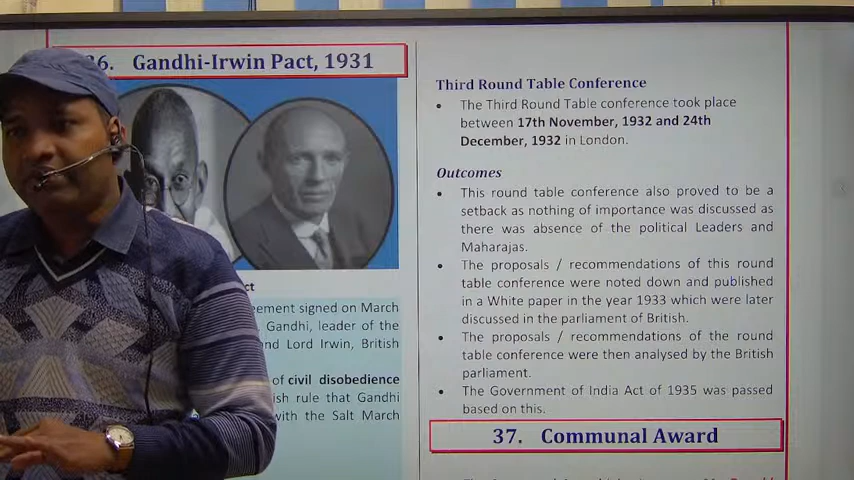 36. Gandhi-Irwin Pact, 1931
eement signed on March
Gandhi, leader of the
nd Lord Irwin, British
of civil disobedience
ish rule that Gandhi
with the Salt March
Third Round Table Conference
• The Third Round Table conference took place
between 17th November, 1932 and 24th
December, 1932 in London.
Outcomes
• This round table conference also proved to be a
setback as nothing of importance was discussed as
there was absence of the political Leaders and
Maharajas.
• The proposals / recommendations of this round
table conference were noted down and published
in a White paper in the year 1933 which were later
discussed in the parliament of British.
• The proposals / recommendations of the round
table conference were then analysed by the British
parliament.
• The Government of India Act of 1935 was passed
based on this.
37. Communal Award